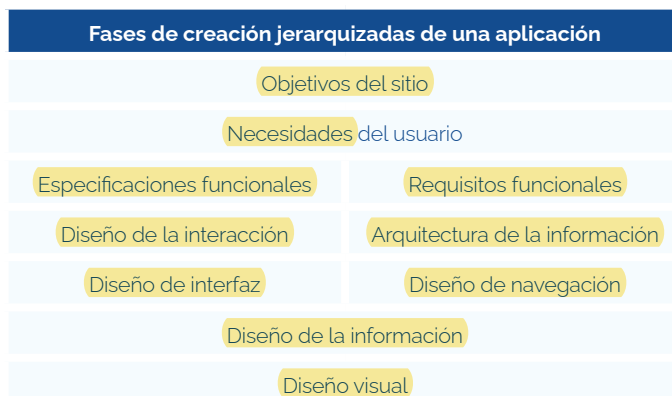 Fases de creación jerarquizadas de una aplicación
Objetivos del sitio
Necesidades del usuario
Especificaciones funcionales
Requisitos funcionales
Diseño de la interacción
Arquitectura de la información
Diseño de interfaz
Diseño de navegación
Diseño de la información
Diseño visual